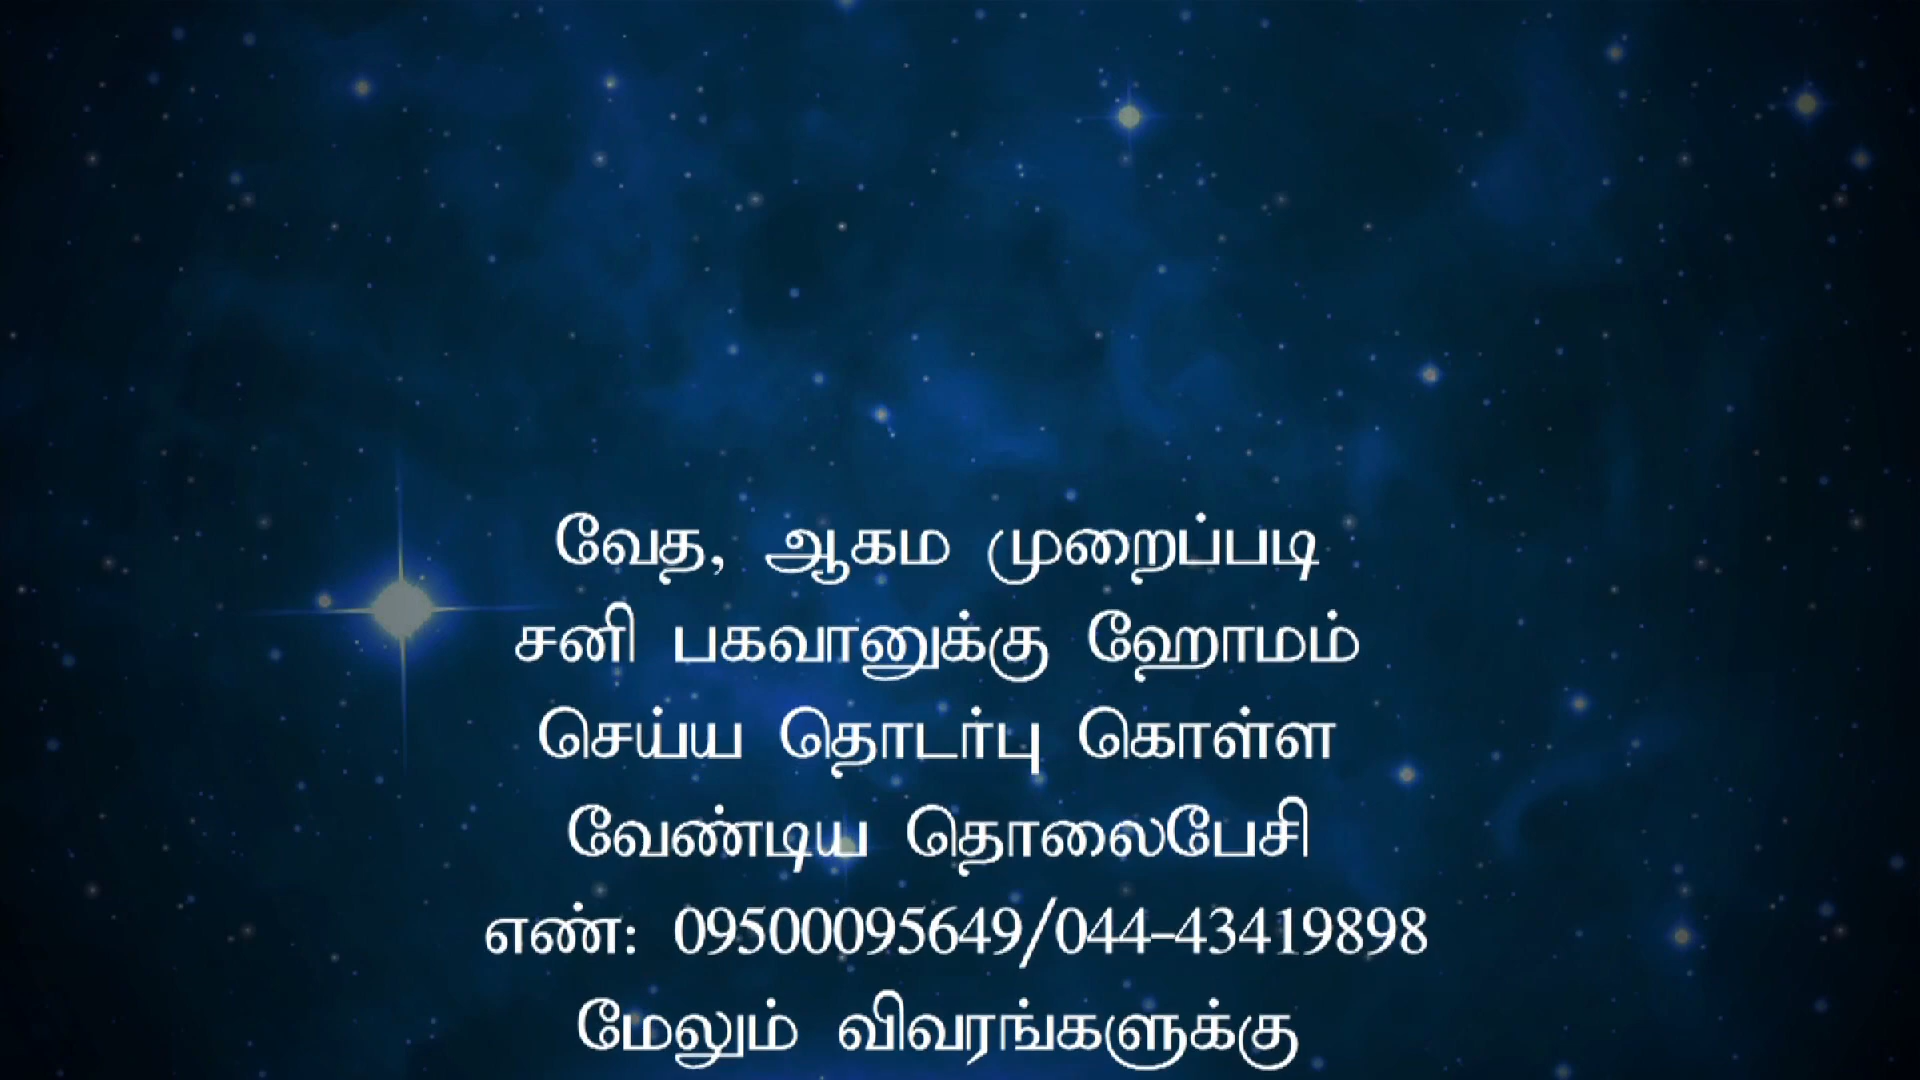 வேத, ஆகம முறைப்படி
சனி பகவானுக்கு ஹோமம்
செய்ய தொடர்பு கொள்ள
வேண்டிய தொலைபேசி
எண்: 09500095649/044-43419898
மேலும் விவரங்களுக்கு